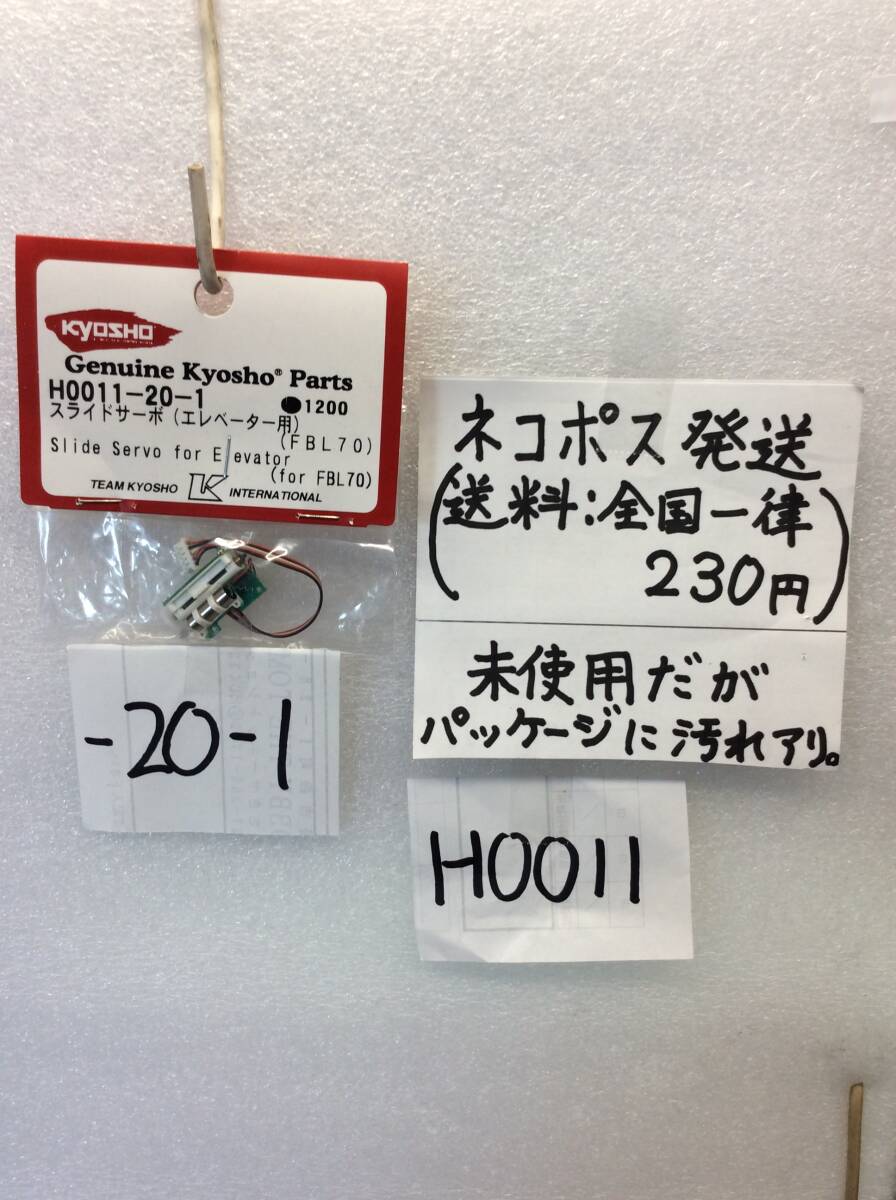 KYOSHO
Genuine Kyosho® Parts
H0011-20-1
●1200
スライドサーボ(エレベーター用)
(FBL70)
Slide Servo for Elevator
(for FBL70)
TEAM KYOSHO
INTERNATIONAL
-20-1
ネコポス発送
(送料:全国一律
230円)
未使用だが
パッケージに汚れアリ。
H0011